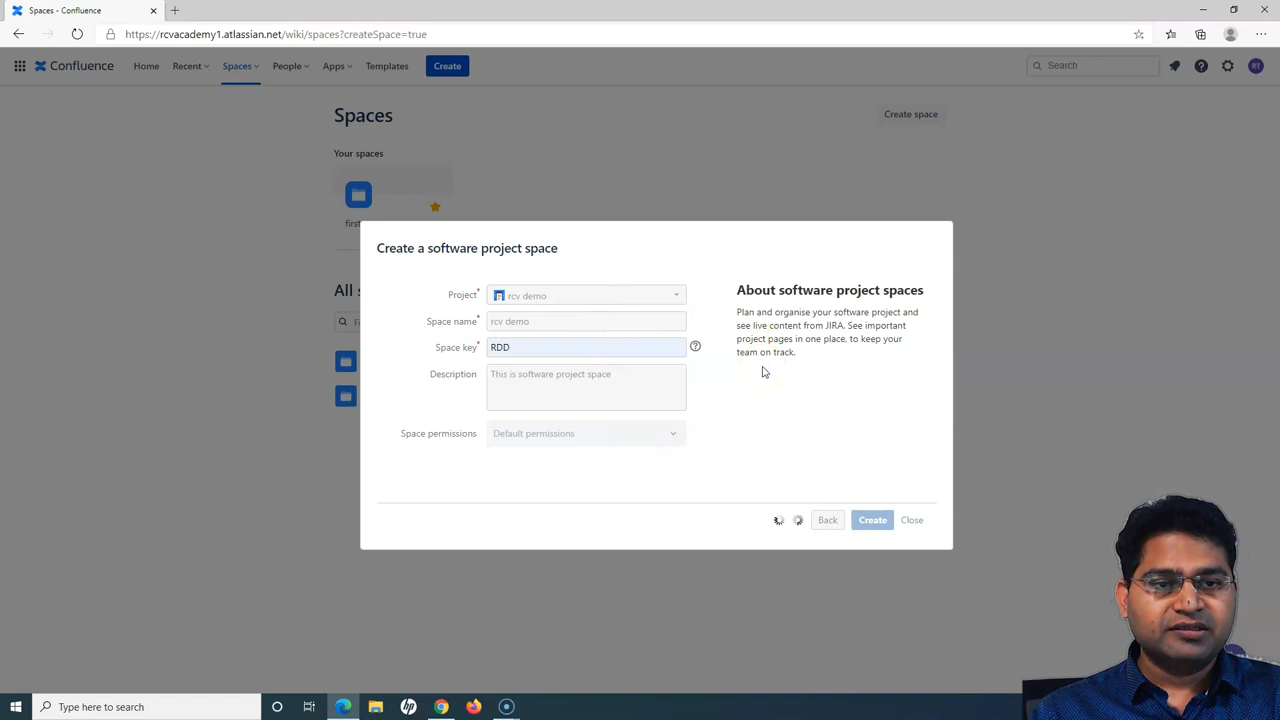 Spaces - Confluence
https://rcvacademy1.atlassian.net/wiki/spaces?createSpace=true
Confluence
Home
Recent
Spaces
People
Apps
Templates
Create
Search
RT
Spaces
Create space
Your spaces
first
Create a software project space
Project*
rcv demo
Space name*
rcv demo
Space key*
RDD
Description
This is software project space
Space permissions
Default permissions
About software project spaces
Plan and organise your software project and
see live content from JIRA. See important
project pages in one place, to keep your
team on track.
All
Back
Create
Close
Type here to search
hp